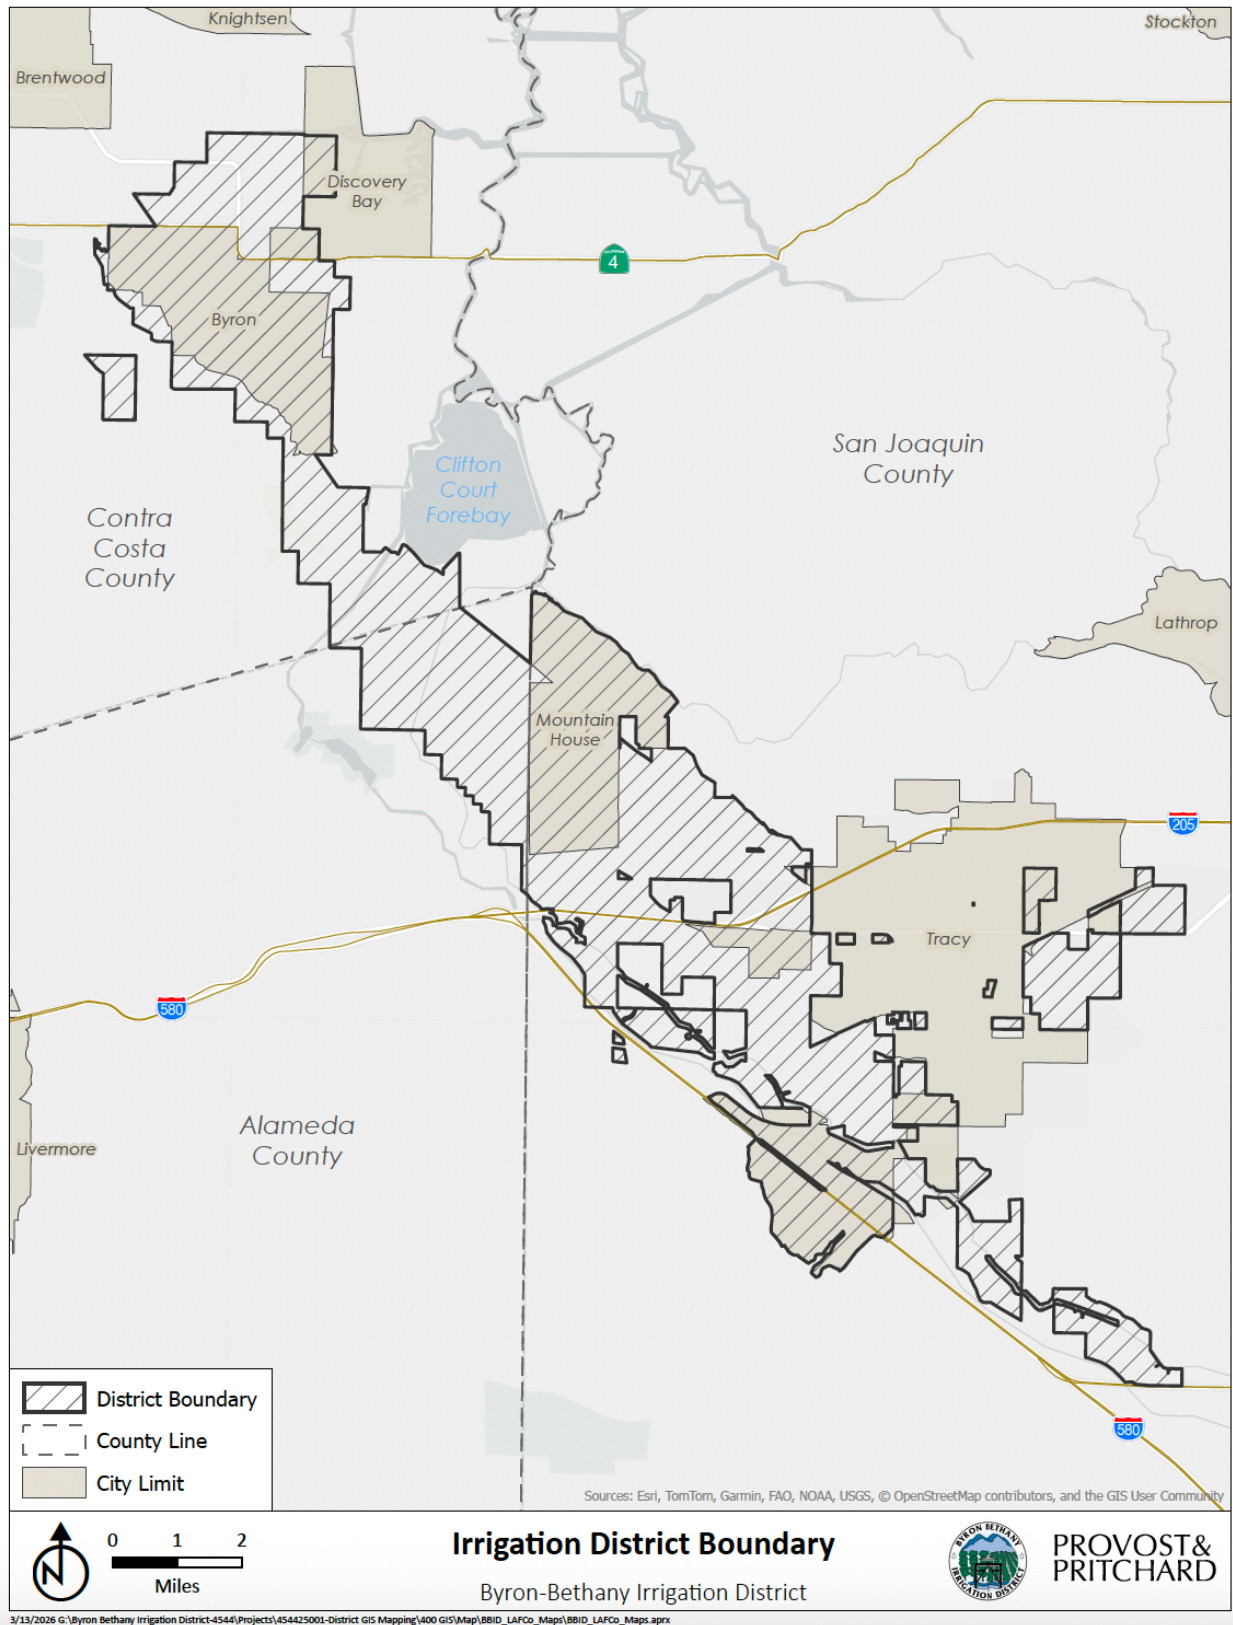 Knightsen
Stockton
Brentwood
Discovery
Bay
CALIFORNIA
4
Byron
San Joaquin
County
Clifton
Court
Forebay
Contra
Costa
County
Lathrop
Mountain
House
205
Tracy
580
Alameda
County
Livermore
District Boundary
County Line
City Limit
580
Sources: Esri, TomTom, Garmin, FAO, NOAA, USGS, © OpenStreetMap contributors, and the GIS User Community
N
0 1 2
Miles
Irrigation District Boundary
Byron-Bethany Irrigation District
BYRON BETHANY
IRRIGATION DISTRICT
PROVOST&
PRITCHARD
3/13/2026 G:\Byron Bethany Irrigation District-4544\Projects\454425001-District GIS Mapping\400 GIS\Map\BBID_LAFCo_Maps\BBID_LAFCo_Maps.aprx